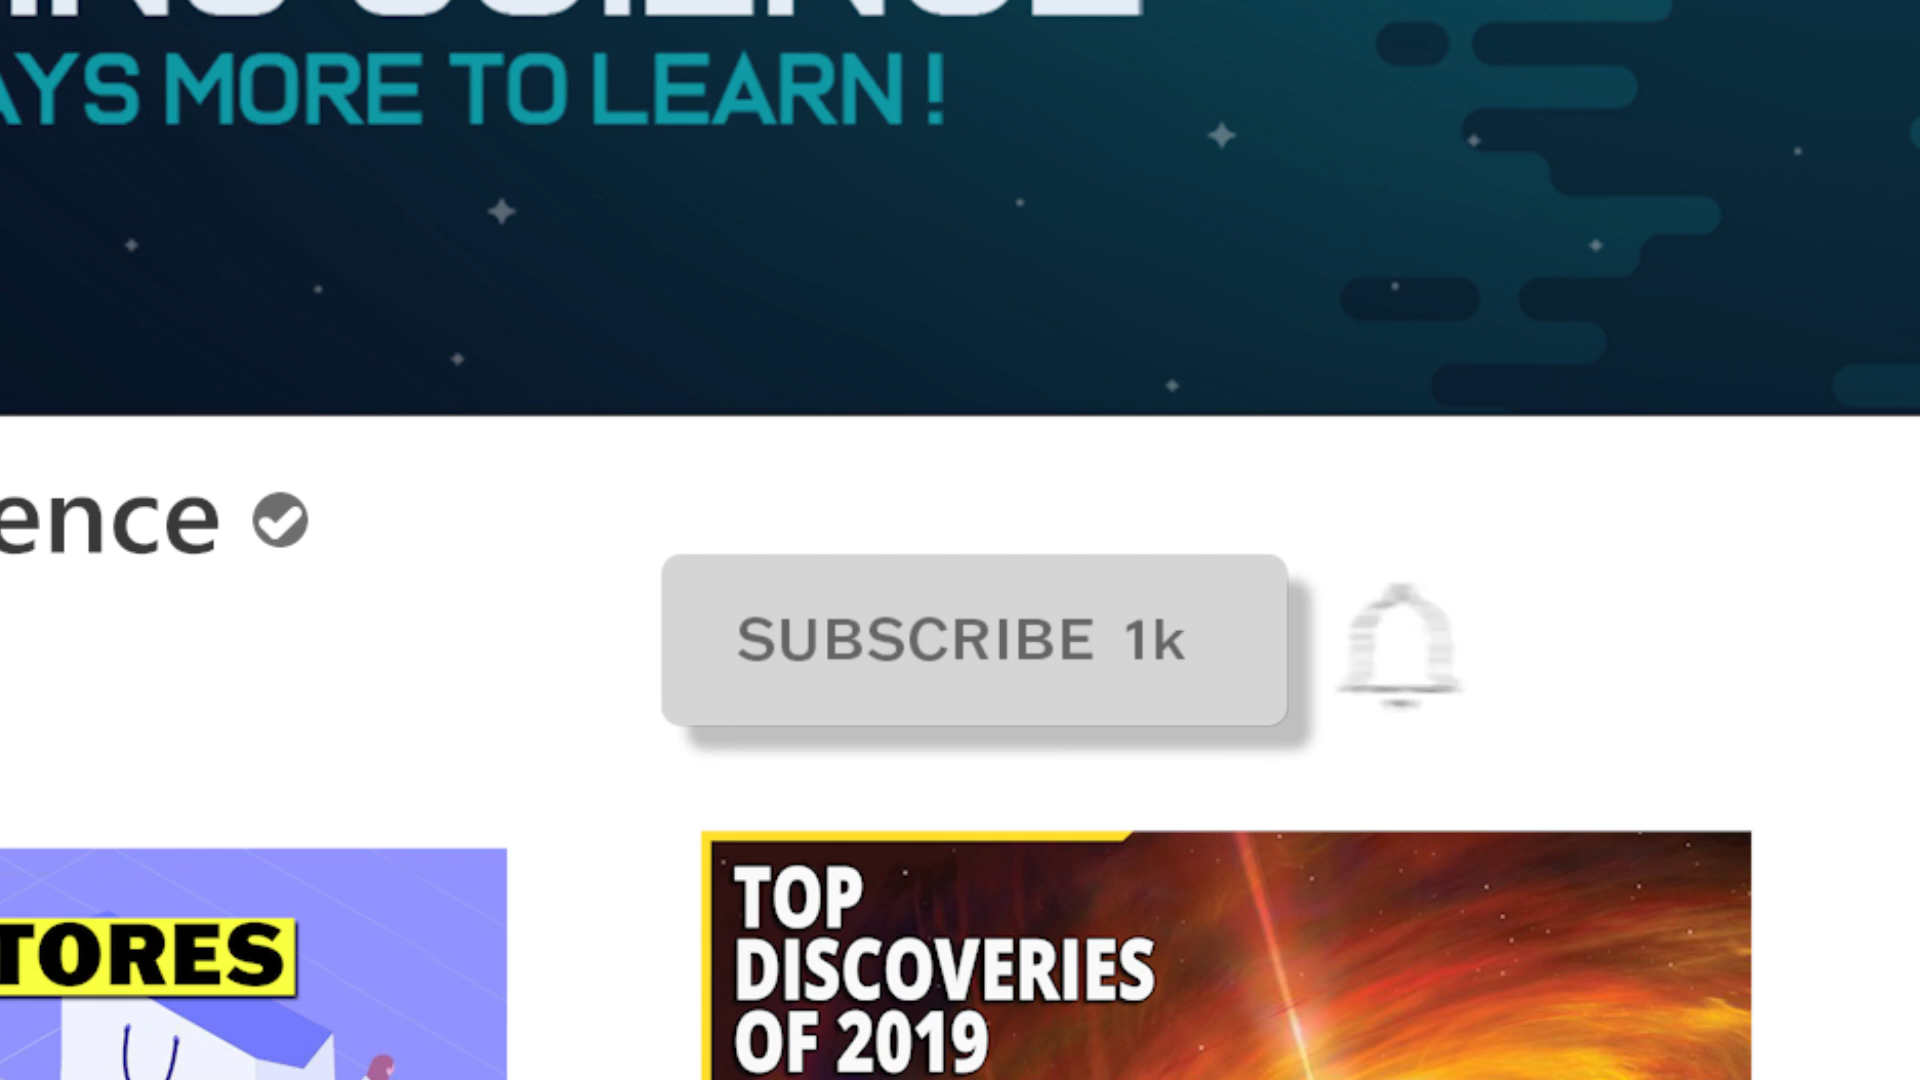 AYS MORE TO LEARN!
ence
SUBSCRIBE 1k
TORES
TOP
DISCOVERIES
OF 2019